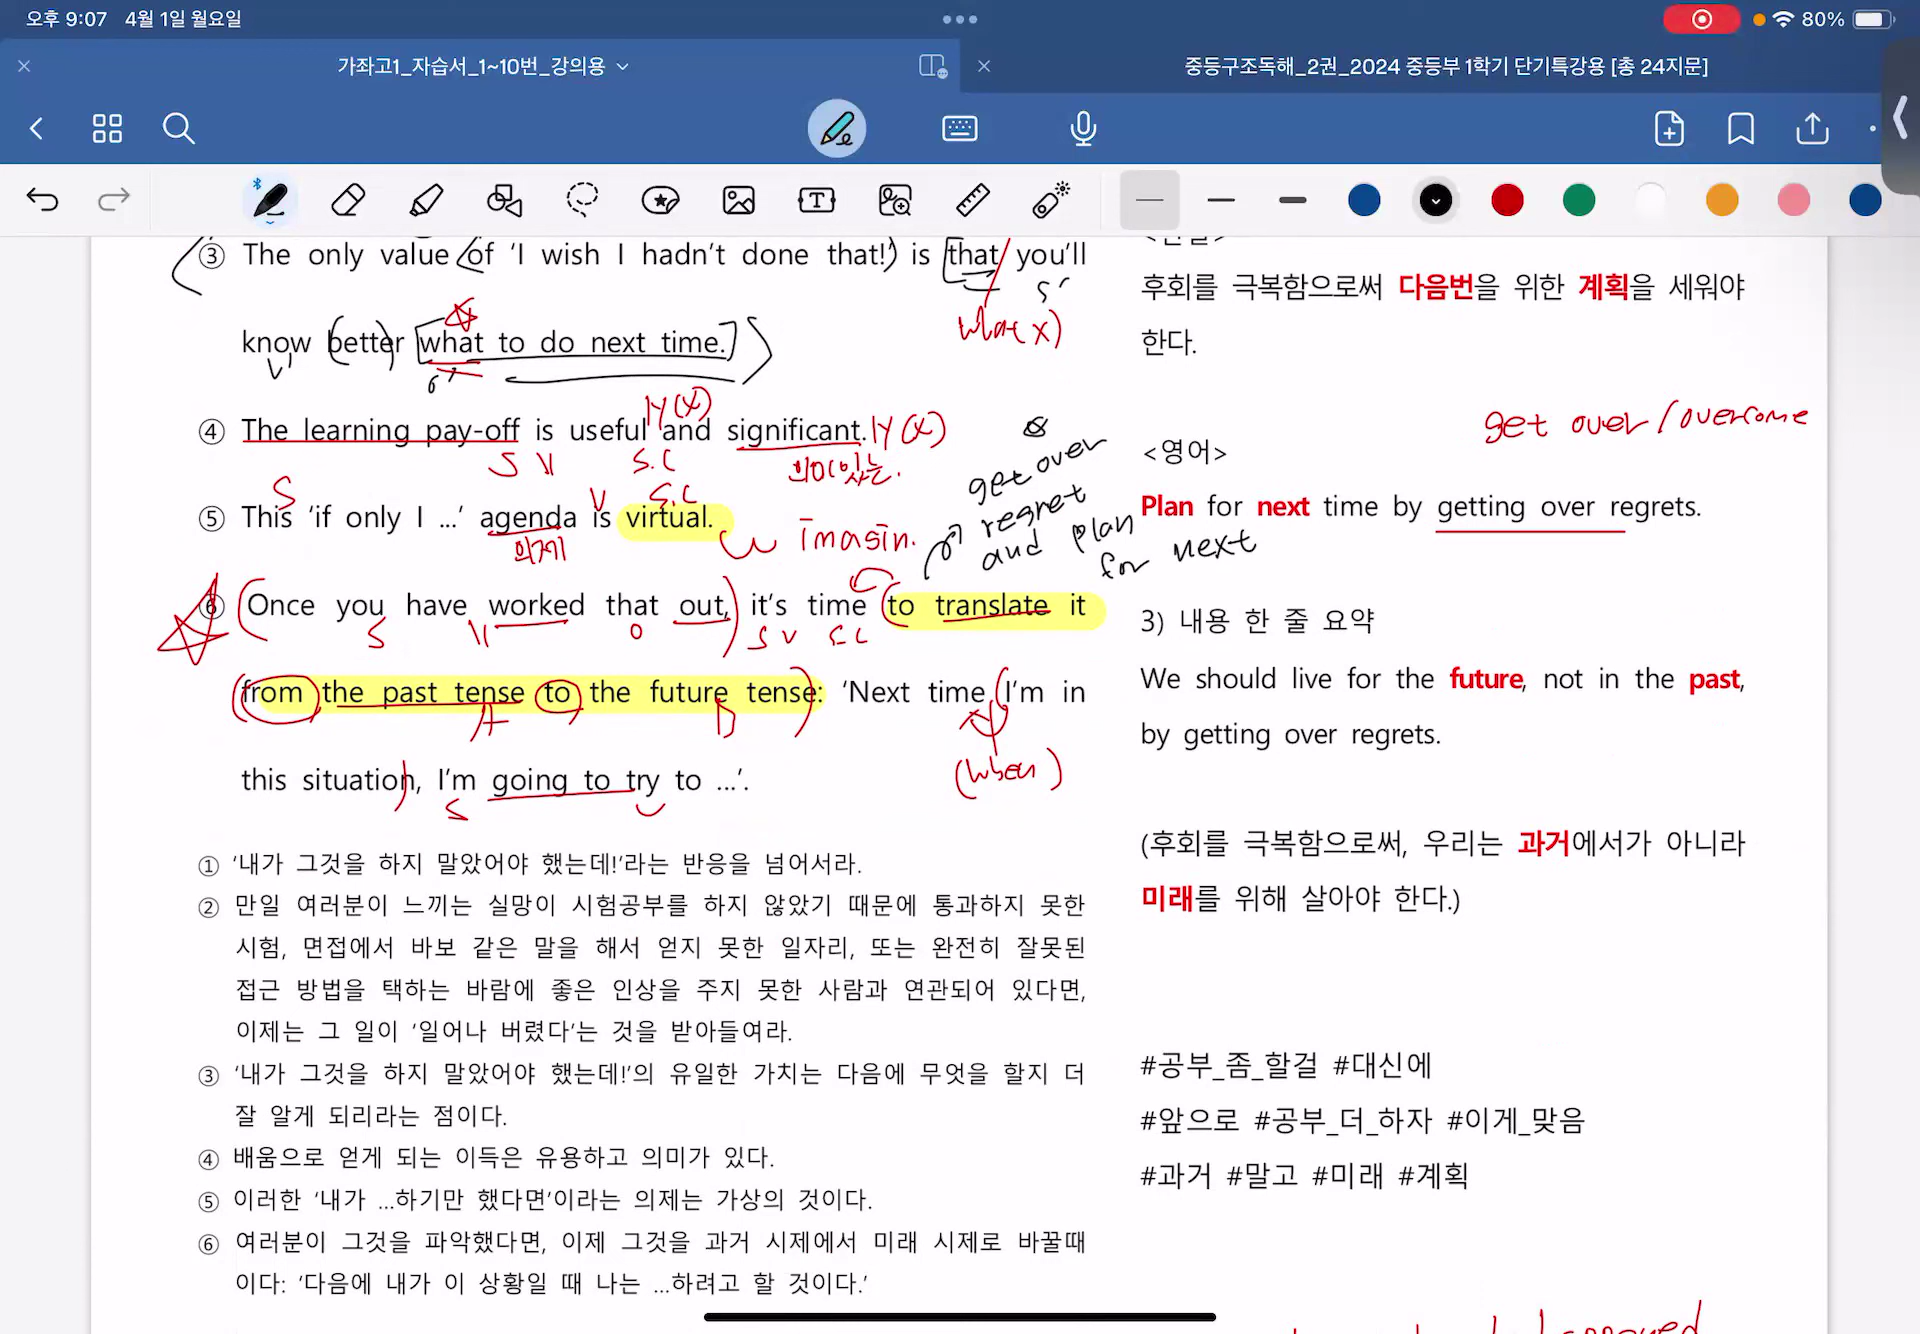 오후 9:07 4월 1일 월요일
80%
가좌고1_자습서_1~10번_강의용
중등구조독해_2권_2024 중등부 1학기 단기특강용 [총 24지문]
③ The only value of ‘I wish I hadn’t done that!’ is that you’ll
s'
what(x)
know better what to do next time.
v'
o'
ly(x)
④ The learning pay-off is useful and significant.
ly(x)
S V S.C 의미있는.
S V S.C
⑤ This ‘if only I ...’ agenda is virtual.
의제
imagin.
get over
regret
and plan
for next
⑥ Once you have worked that out, it’s time to translate it
S V O S V S.C
from the past tense to the future tense: ‘Next time I’m in
A B
(when)
this situation, I’m going to try to ...’.
S
① ‘내가 그것을 하지 말았어야 했는데!’라는 반응을 넘어서라.
② 만일 여러분이 느끼는 실망이 시험공부를 하지 않았기 때문에 통과하지 못한
시험, 면접에서 바보 같은 말을 해서 얻지 못한 일자리, 또는 완전히 잘못된
접근 방법을 택하는 바람에 좋은 인상을 주지 못한 사람과 연관되어 있다면,
이제는 그 일이 ‘일어나 버렸다’는 것을 받아들여라.
③ ‘내가 그것을 하지 말았어야 했는데!’의 유일한 가치는 다음에 무엇을 할지 더
잘 알게 되리라는 점이다.
④ 배움으로 얻게 되는 이득은 유용하고 의미가 있다.
⑤ 이러한 ‘내가 ...하기만 했다면’이라는 의제는 가상의 것이다.
⑥ 여러분이 그것을 파악했다면, 이제 그것을 과거 시제에서 미래 시제로 바꿀때
이다: ‘다음에 내가 이 상황일 때 나는 ...하려고 할 것이다.’
후회를 극복함으로써 다음번을 위한 계획을 세워야
한다.
get over / overcome
<영어>
Plan for next time by getting over regrets.
3) 내용 한 줄 요약
We should live for the future, not in the past,
by getting over regrets.
(후회를 극복함으로써, 우리는 과거에서가 아니라
미래를 위해 살아야 한다.)
#공부_좀_할걸 #대신에
#앞으로 #공부_더_하자 #이게_맞음
#과거 #말고 #미래 #계획